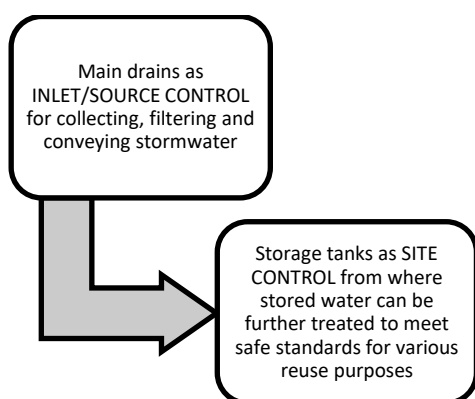 Main drains as
INLET/SOURCE CONTROL
for collecting, filtering and
conveying stormwater
Storage tanks as SITE
CONTROL from where
stored water can be
further treated to meet
safe standards for various
reuse purposes